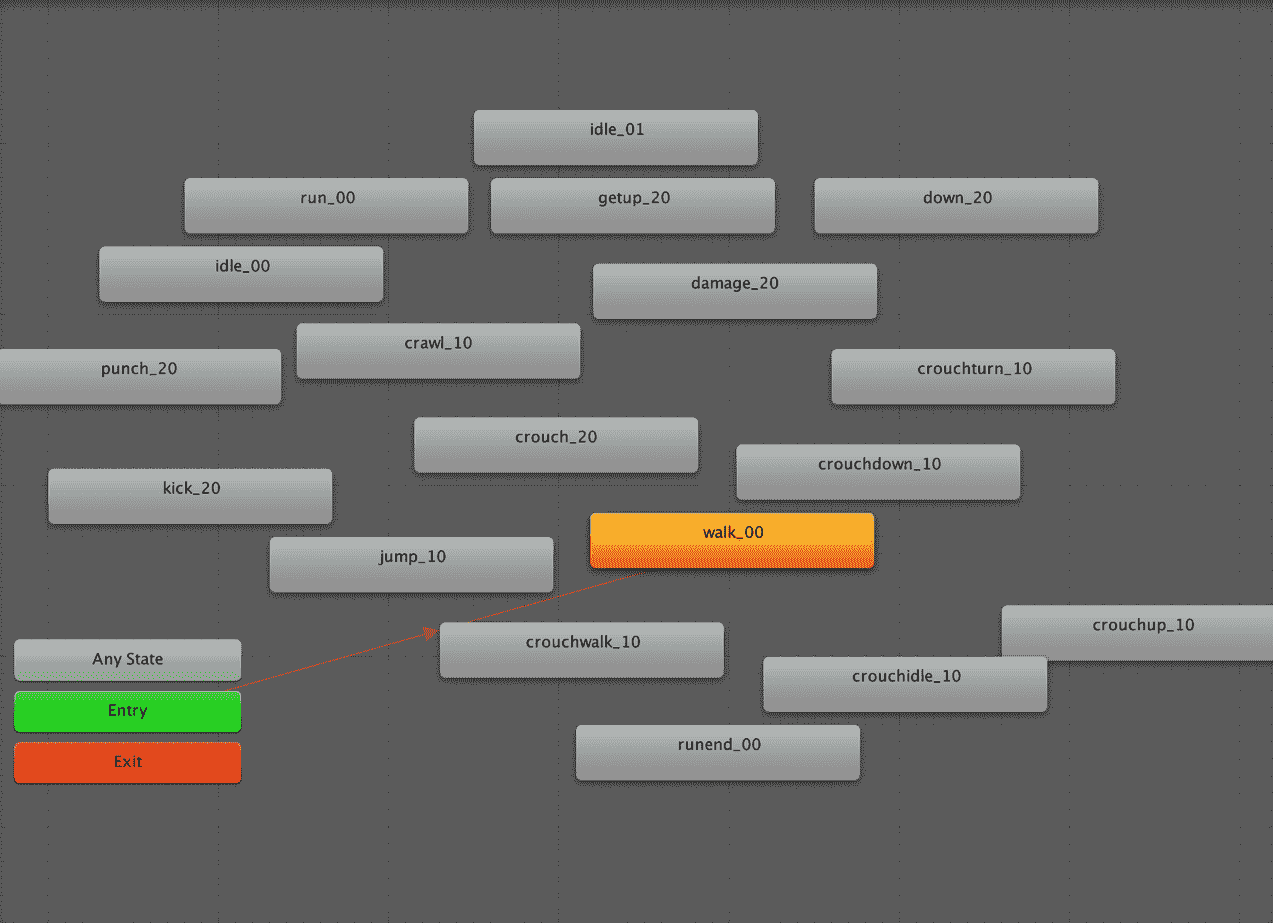 idle_01
run_00
getup_20
down_20
idle_00
damage_20
crawl_10
punch_20
crouchturn_10
crouch_20
crouchdown_10
kick_20
walk_00
jump_10
crouchup_10
crouchwalk_10
Any State
crouchidle_10
Entry
runend_00
Exit